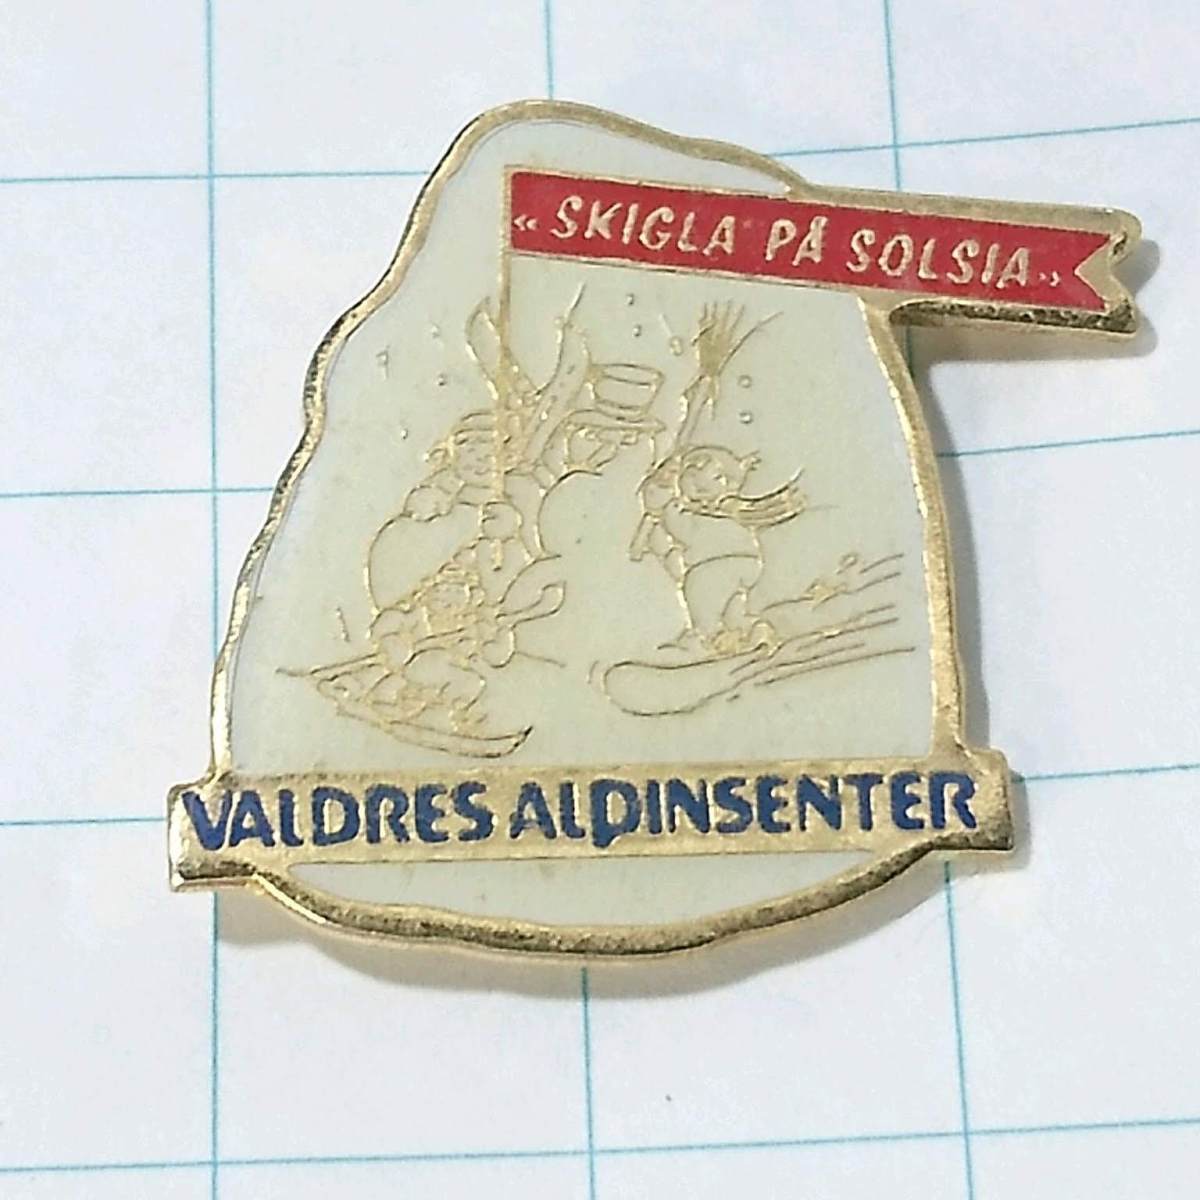 «SKIGLA PÅ SOLSIA»
VALDRES ALPINSENTER